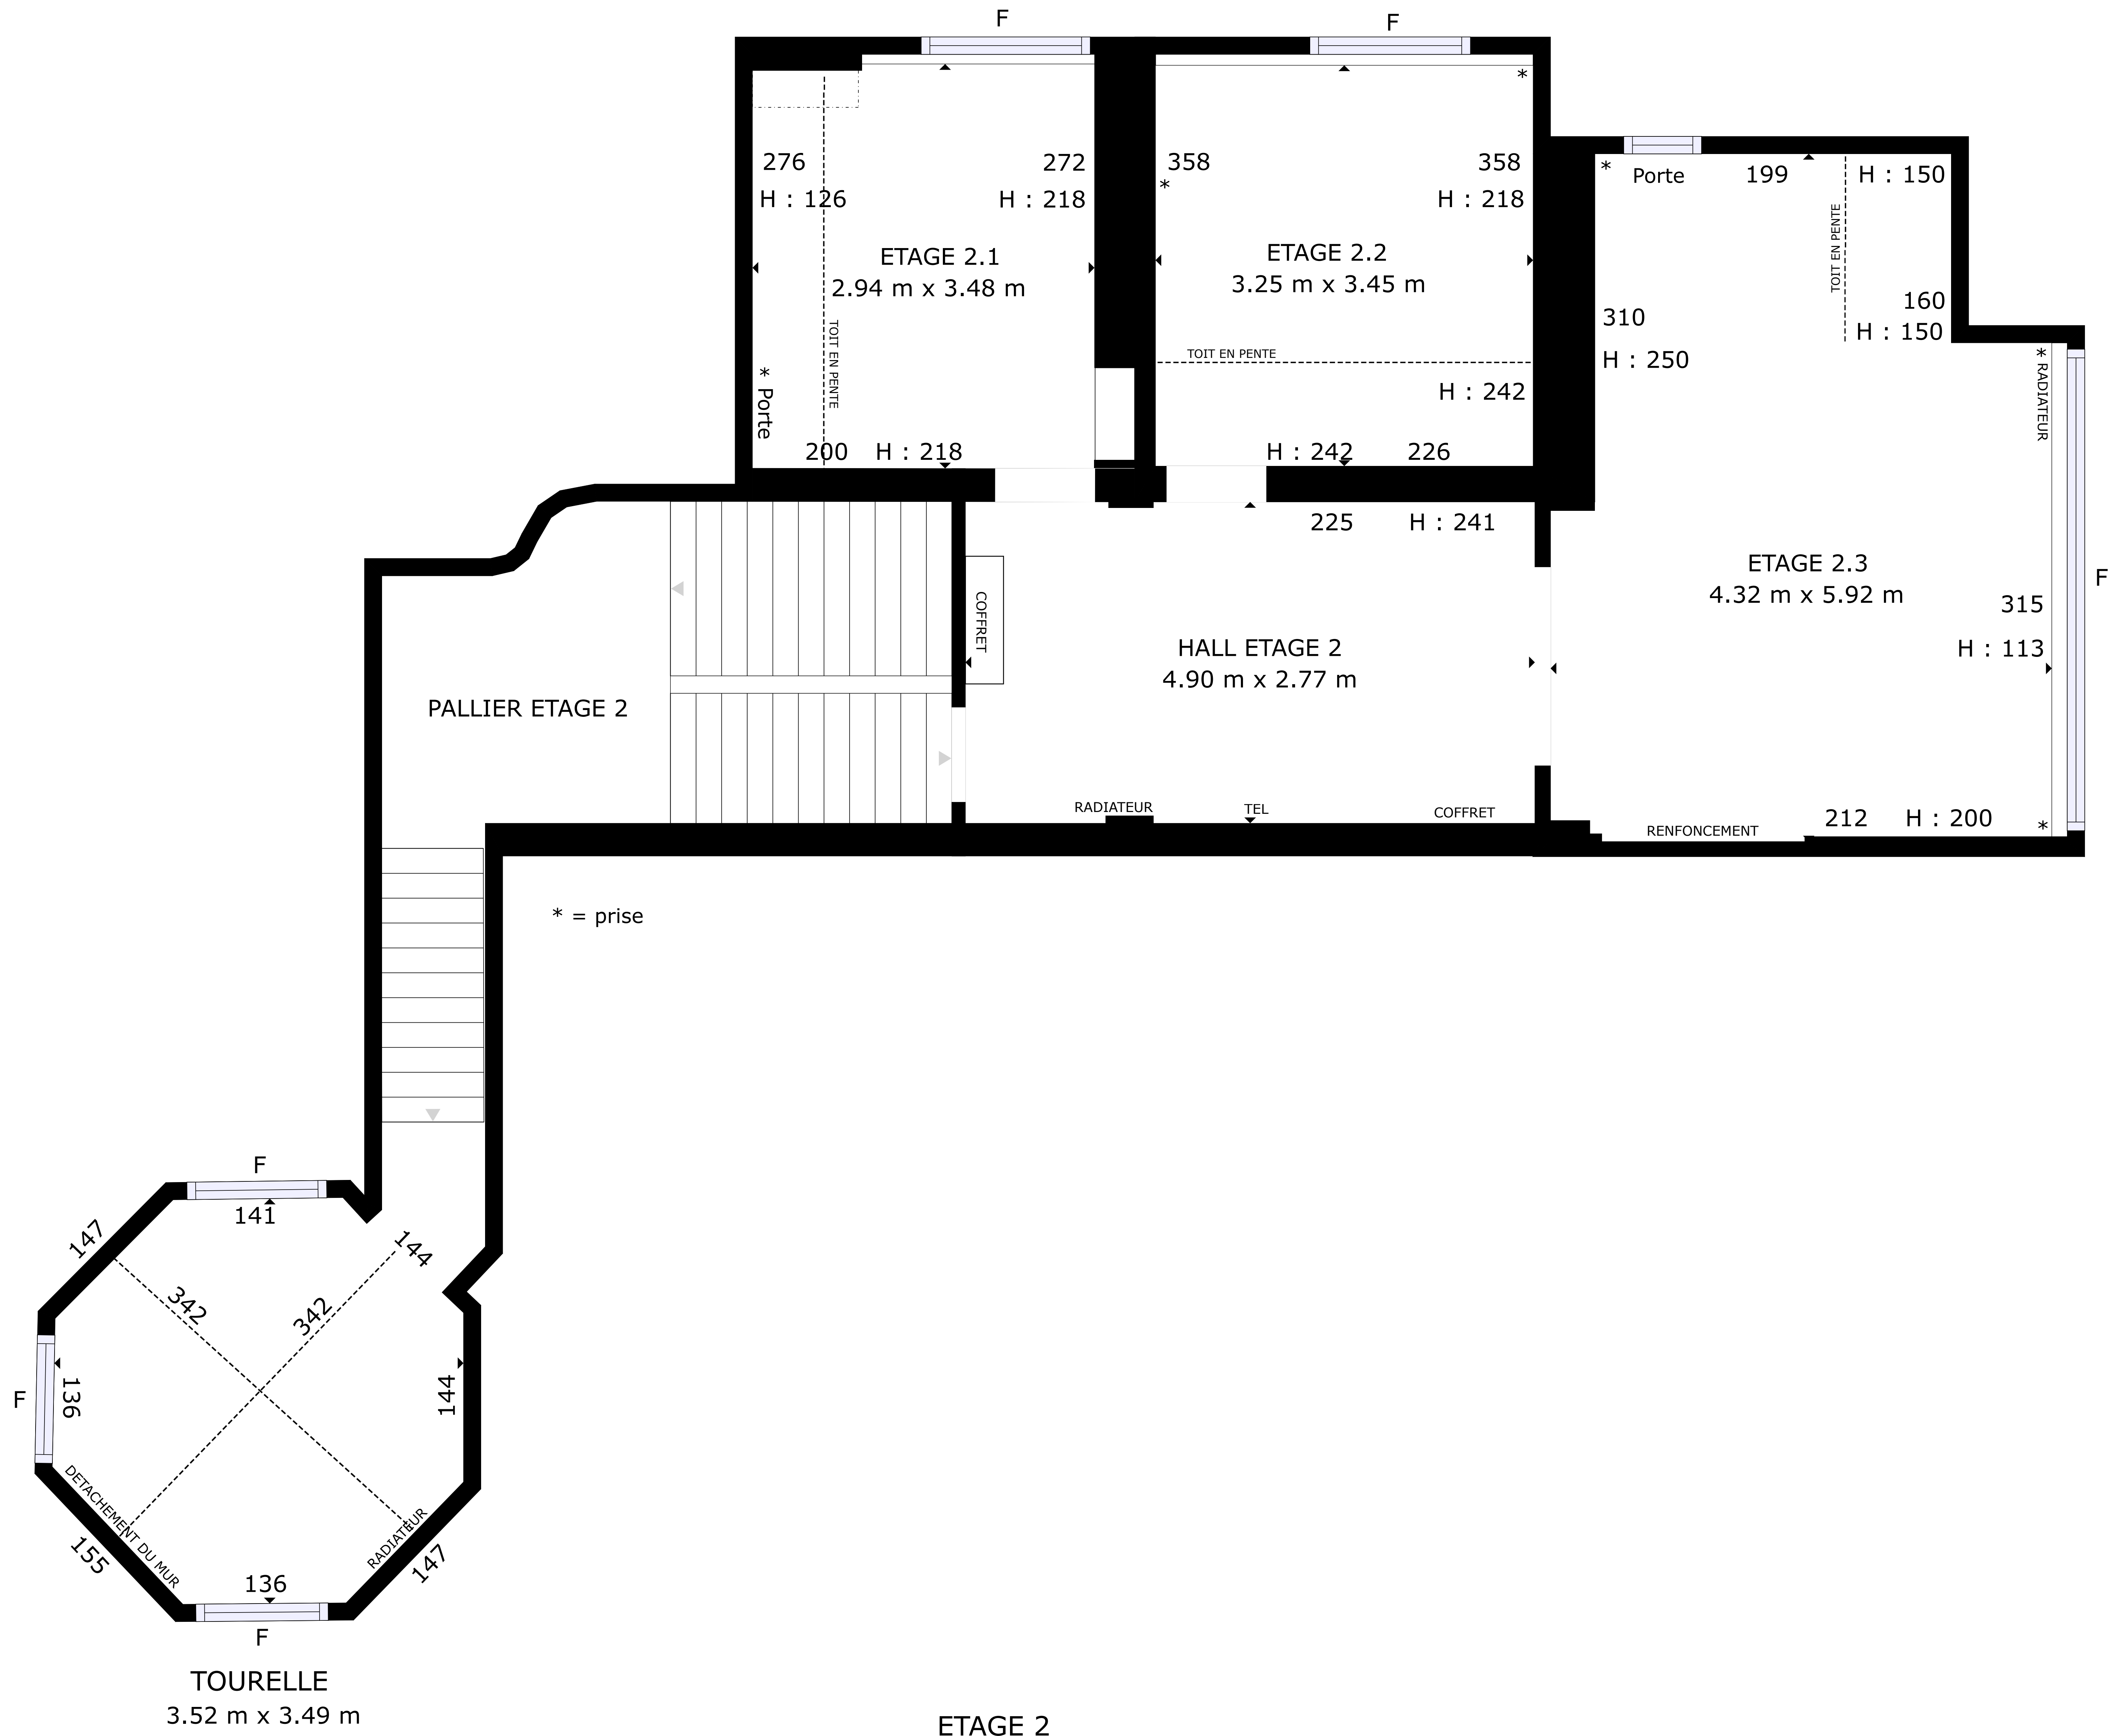 F
F
*
276
272
358
358
*
Porte
199
H : 150
H : 126
H : 218
*
H : 218
TOIT EN PENTE
ETAGE 2.1
2.94 m x 3.48 m
ETAGE 2.2
3.25 m x 3.45 m
160
H : 150
310
H : 250
TOIT EN PENTE
TOIT EN PENTE
* RADIATEUR
* Porte
H : 242
200
H : 218
H : 242
226
225
H : 241
COFFRET
ETAGE 2.3
4.32 m x 5.92 m
F
315
H : 113
HALL ETAGE 2
4.90 m x 2.77 m
PALLIER ETAGE 2
RADIATEUR
TEL
COFFRET
RENFONCEMENT
212
H : 200
*
* = prise
F
141
147
144
342
342
F
136
144
DETACHEMENT DU MUR
RADIATEUR
155
136
147
F
TOURELLE
3.52 m x 3.49 m
ETAGE 2